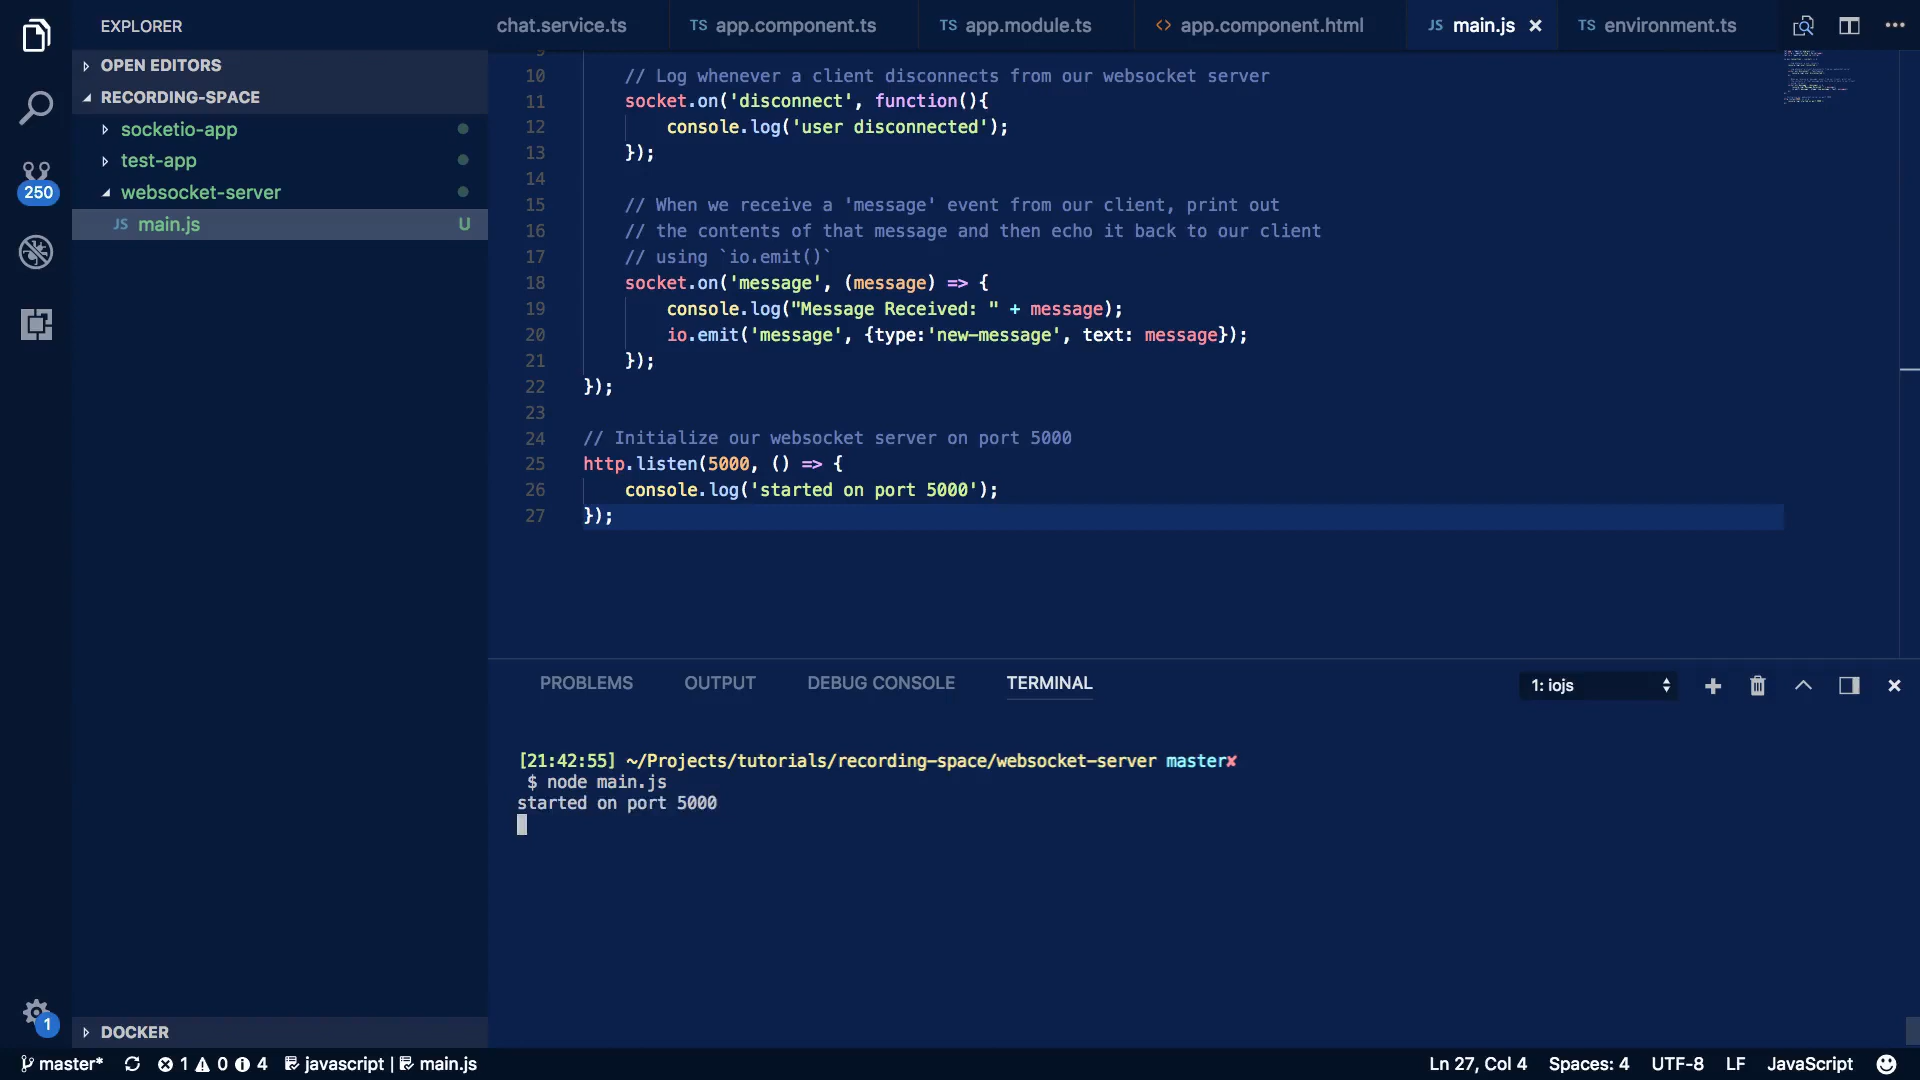 EXPLORER
OPEN EDITORS
RECORDING-SPACE
socketio-app
test-app
websocket-server
JS main.js U
250
DOCKER
1
chat.service.ts
TS app.component.ts
TS app.module.ts
<> app.component.html
JS main.js ×
TS environment.ts
9
10 // Log whenever a client disconnects from our websocket server
11 socket.on('disconnect', function(){
12 console.log('user disconnected');
13 });
14
15 // When we receive a 'message' event from our client, print out
16 // the contents of that message and then echo it back to our client
17 // using `io.emit()`
18 socket.on('message', (message) => {
19 console.log("Message Received: " + message);
20 io.emit('message', {type:'new-message', text: message});
21 });
22 });
23
24 // Initialize our websocket server on port 5000
25 http.listen(5000, () => {
26 console.log('started on port 5000');
27 });
PROBLEMS OUTPUT DEBUG CONSOLE TERMINAL
1: iojs
[21:42:55] ~/Projects/tutorials/recording-space/websocket-server master✘
$ node main.js
started on port 5000
master* 1 0 4 javascript | main.js
Ln 27, Col 4 Spaces: 4 UTF-8 LF JavaScript